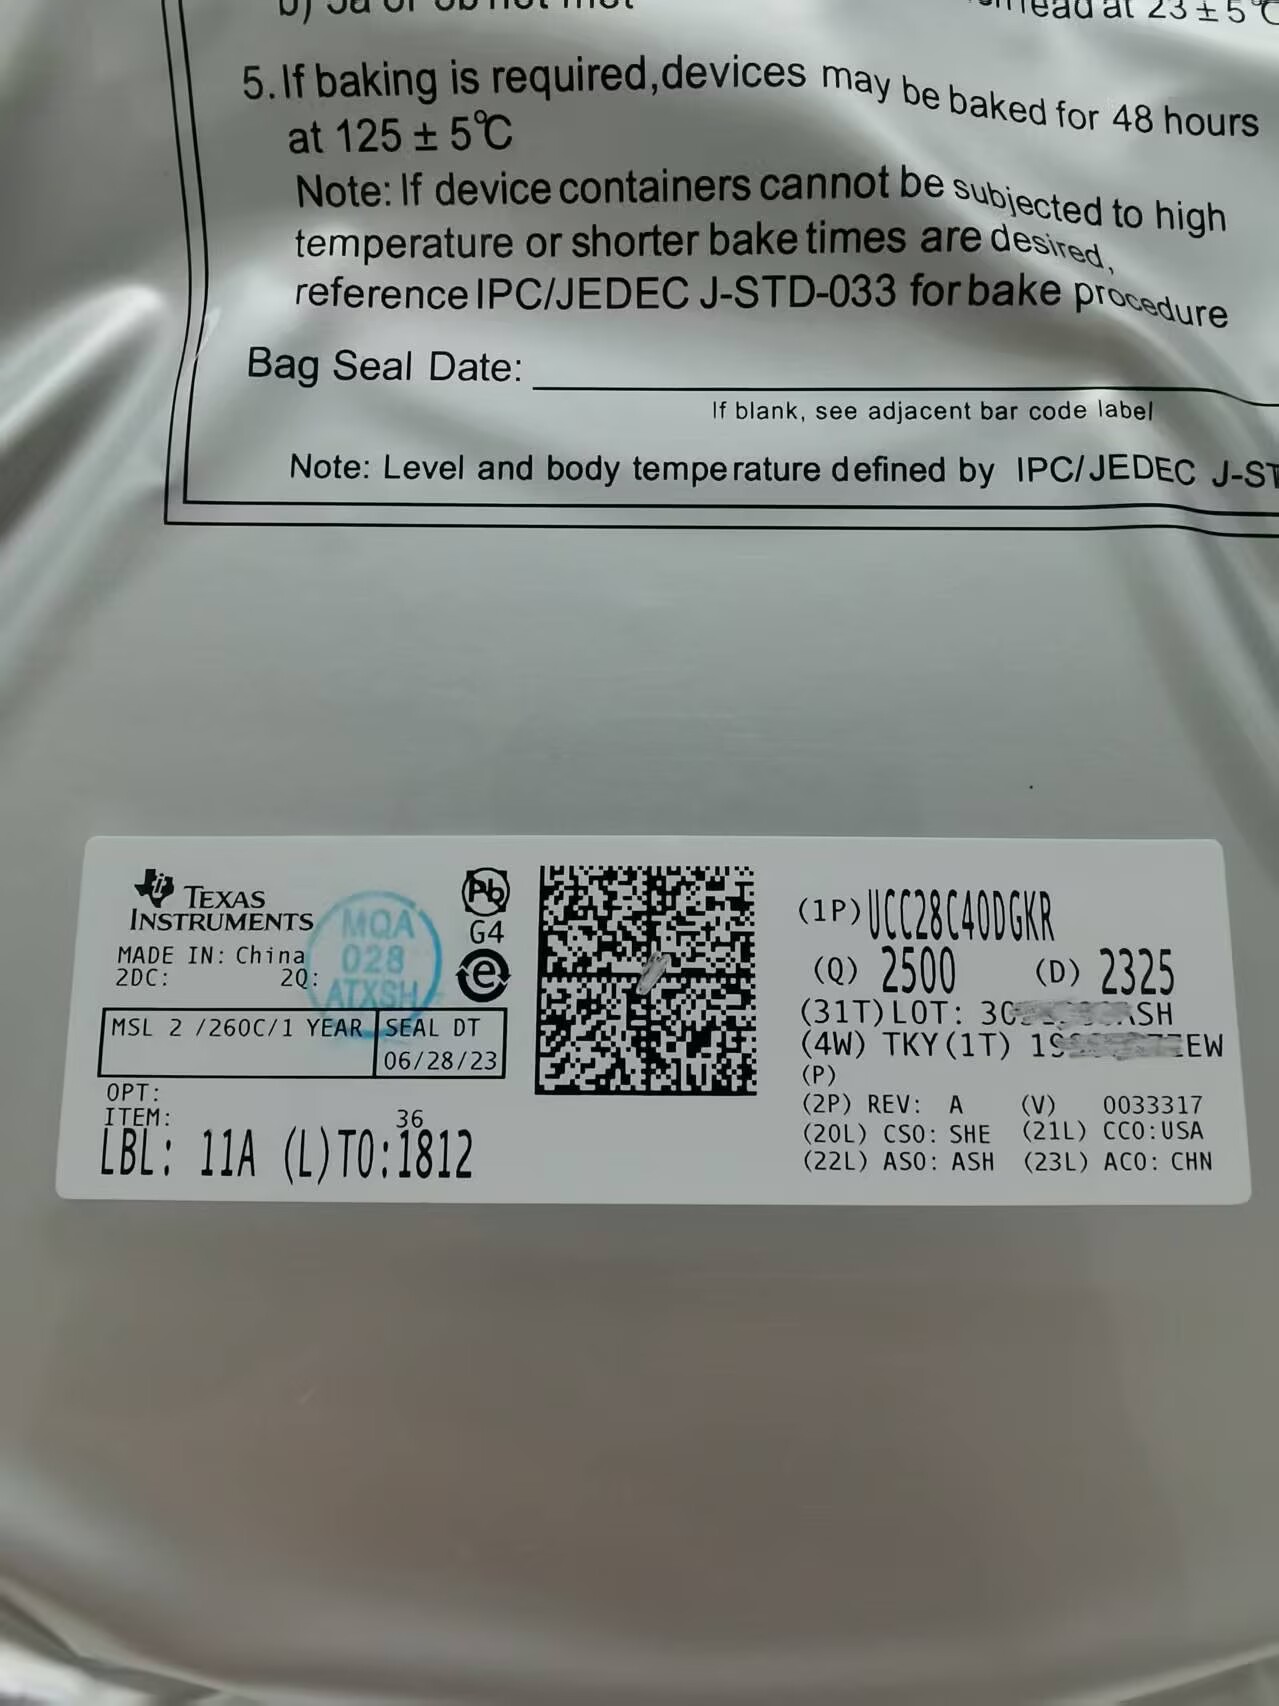 5. If baking is required, devices may be baked for 48 hours
at 125 ± 5℃
Note: If device containers cannot be subjected to high
temperature or shorter bake times are desired,
reference IPC/JEDEC J-STD-033 for bake procedure
Bag Seal Date:
If blank, see adjacent bar code label
Note: Level and body temperature defined by IPC/JEDEC
TEXAS
INSTRUMENTS
MADE IN: China
2DC: 2Q:
MQA
028
ATXSH
Pb
G4
e
MSL 2 /260C/1 YEAR
SEAL DT
06/28/23
OPT:
ITEM: 36
LBL: 11A (L)TO:1812
(1P) UCC28C40DGKR
(Q) 2500 (D) 2325
(31T) LOT:
(4W) TKY (1T)
(P)
(2P) REV: A (V) 0033317
(20L) CSO: SHE (21L) CCO:USA
(22L) ASO: ASH (23L) ACO: CHN